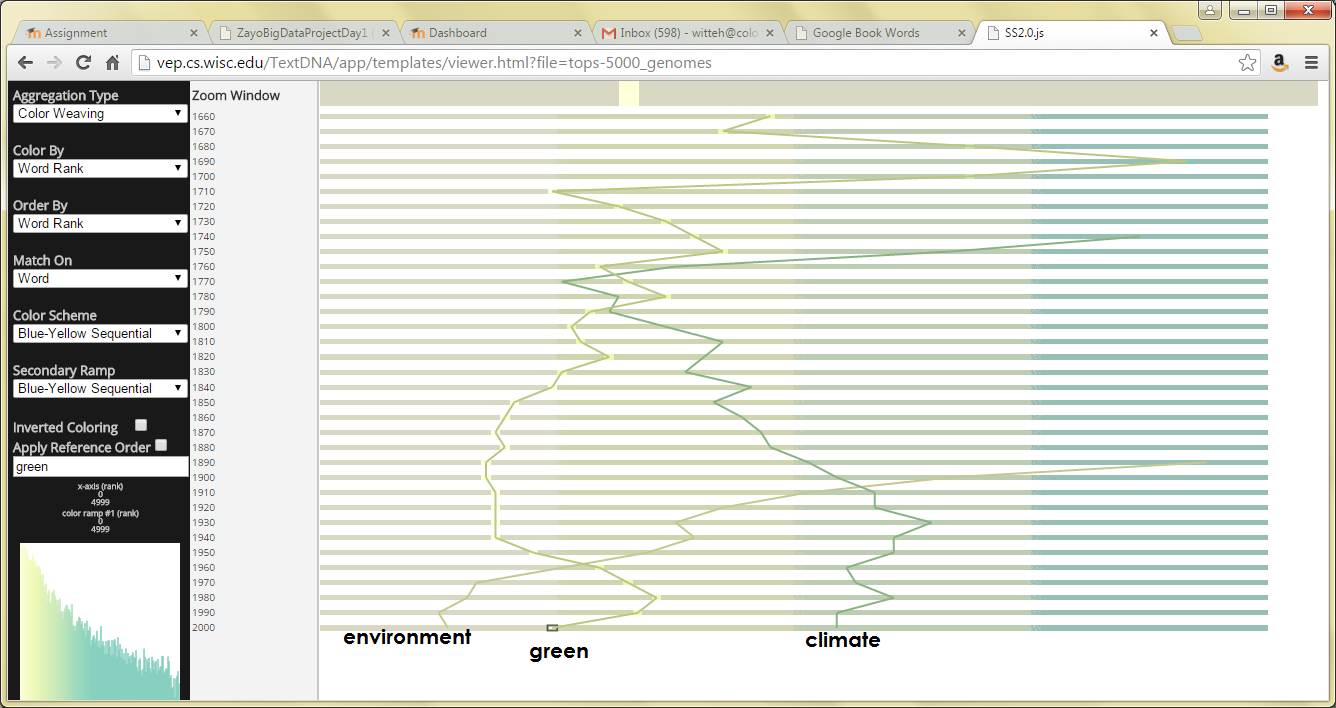 Assignment
ZayoBigDataProjectDay1 (
Dashboard
Inbox (598) - witteh@colo
Google Book Words
SS2.0.js
vep.cs.wisc.edu/TextDNA/app/templates/viewer.html?file=tops-5000_genomes
Aggregation Type
Color Weaving
Color By
Word Rank
Order By
Word Rank
Match On
Word
Color Scheme
Blue-Yellow Sequential
Secondary Ramp
Blue-Yellow Sequential
Inverted Coloring
Apply Reference Order
green
x-axis (rank)
0
4999
color ramp #1 (rank)
0
4999
Zoom Window
1660
1670
1680
1690
1700
1710
1720
1730
1740
1750
1760
1770
1780
1790
1800
1810
1820
1830
1840
1850
1860
1870
1880
1890
1900
1910
1920
1930
1940
1950
1960
1970
1980
1990
2000
environment
green
climate